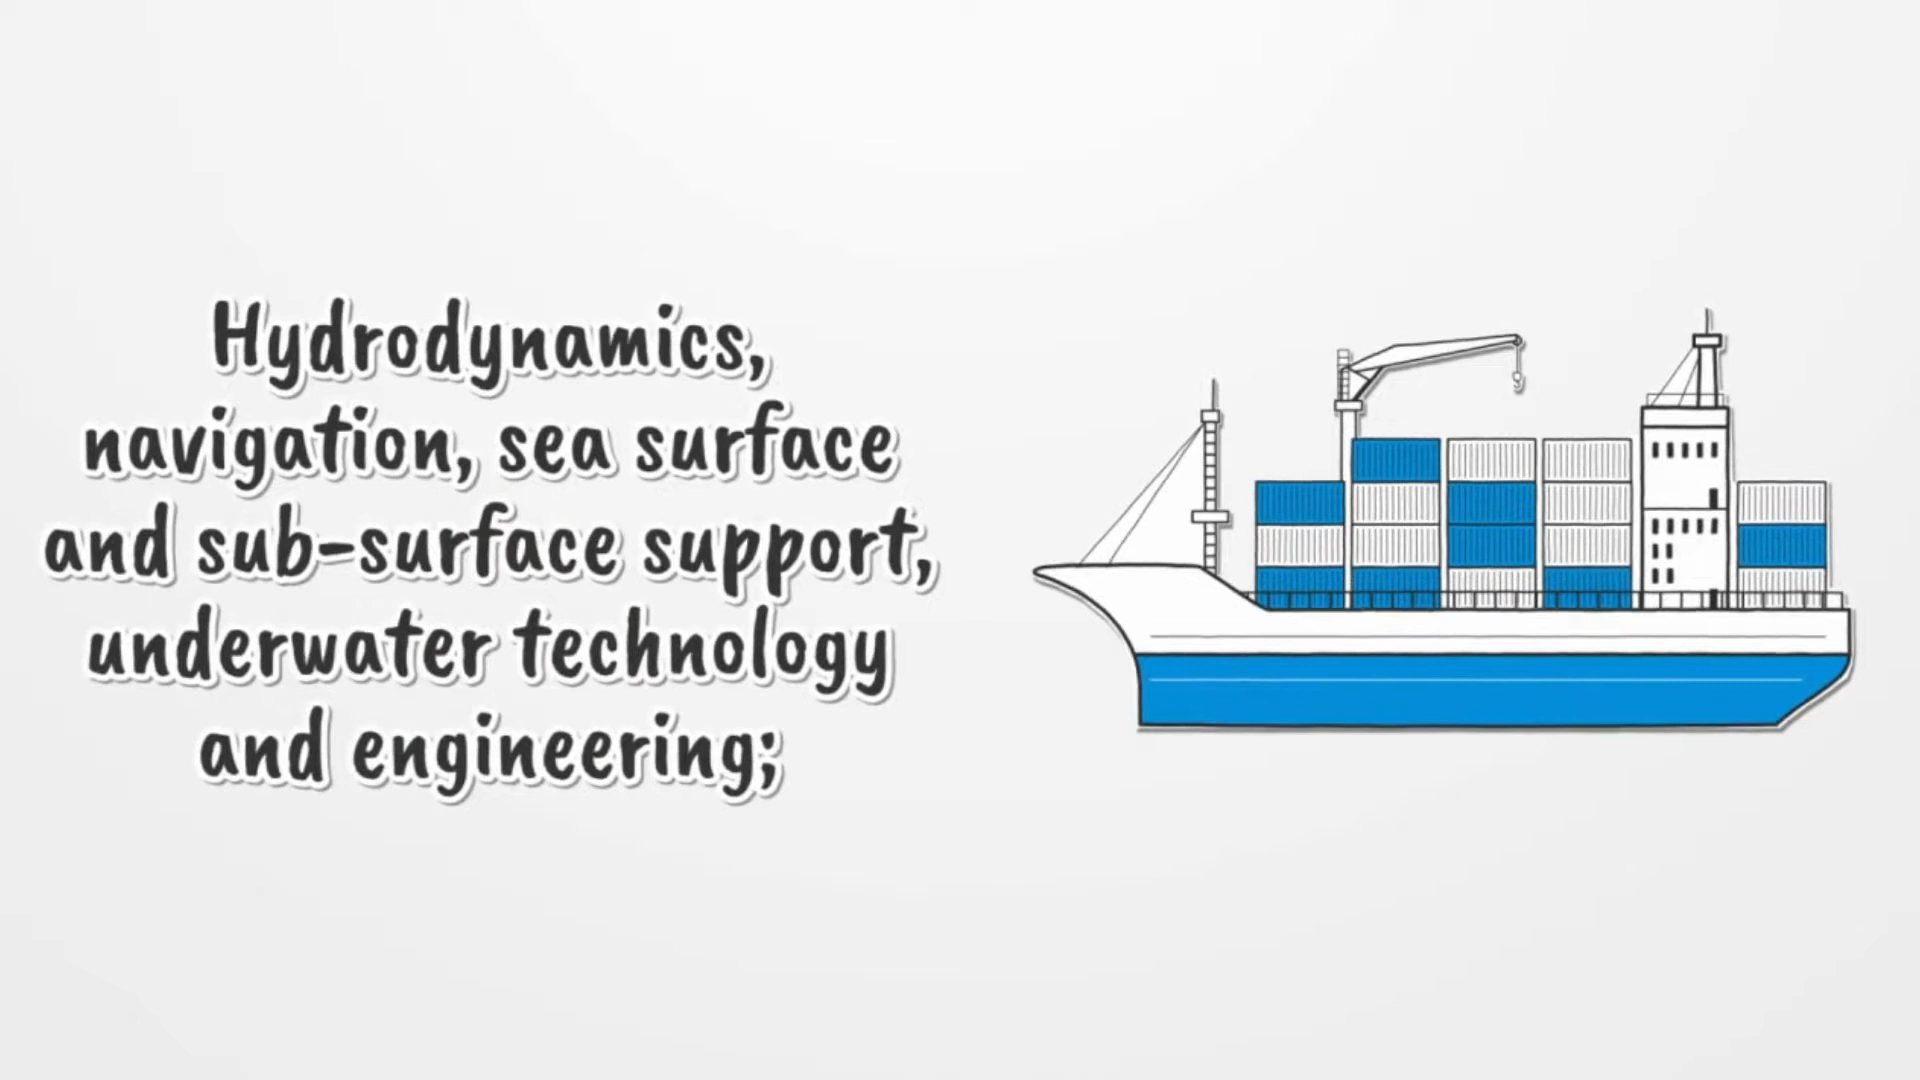 Hydrodynamics,
navigation, sea surface
and sub-surface support,
underwater technology
and engineering;